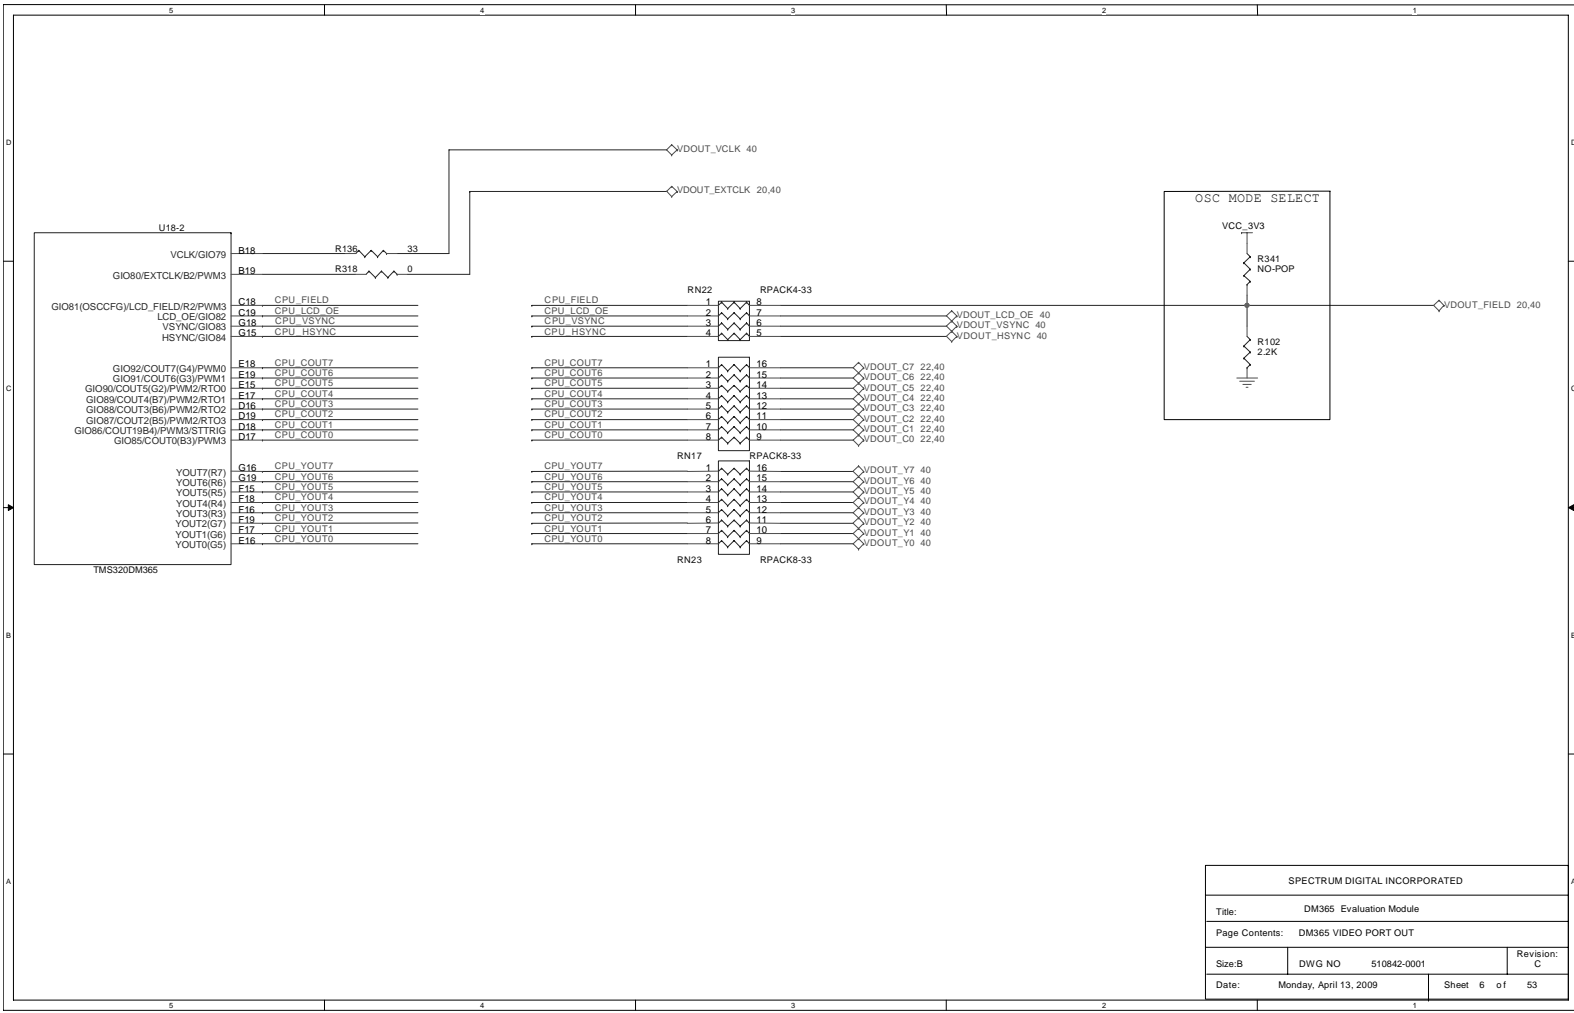 5 4 3 2 1
D D
VDOUT_VCLK 40
VDOUT_EXTCLK 20,40
OSC MODE SELECT
VCC_3V3
U18-2
VCLK/GIO79 B18 R136 33
R341
NO-POP
GIO80/EXTCLK/B2/PWM3 B19 R318 0
RN22 RPACK4-33
GIO81(OSCCFG)/LCD_FIELD/R2/PWM3 C18 CPU_FIELD CPU_FIELD 1 8 VDOUT_FIELD 20,40
LCD_OE/GIO82 C19 CPU_LCD_OE CPU_LCD_OE 2 7 VDOUT_LCD_OE 40
VSYNC/GIO83 G18 CPU_VSYNC CPU_VSYNC 3 6 VDOUT_VSYNC 40
HSYNC/GIO84 G15 CPU_HSYNC CPU_HSYNC 4 5 VDOUT_HSYNC 40
R102
2.2K
GIO92/COUT7(G4)/PWM0 E18 CPU_COUT7 CPU_COUT7 1 16 VDOUT_C7 22,40
GIO91/COUT6(G3)/PWM1 E19 CPU_COUT6 CPU_COUT6 2 15 VDOUT_C6 22,40
GIO90/COUT5(G2)/PWM2/RTO0 E15 CPU_COUT5 CPU_COUT5 3 14 VDOUT_C5 22,40
C C
GIO89/COUT4(B7)/PWM2/RTO1 E17 CPU_COUT4 CPU_COUT4 4 13 VDOUT_C4 22,40
GIO88/COUT3(B6)/PWM2/RTO2 D16 CPU_COUT3 CPU_COUT3 5 12 VDOUT_C3 22,40
GIO87/COUT2(B5)/PWM2/RTO3 D19 CPU_COUT2 CPU_COUT2 6 11 VDOUT_C2 22,40
GIO86/COUT19B4)/PWM3/STTRIG D18 CPU_COUT1 CPU_COUT1 7 10 VDOUT_C1 22,40
GIO85/COUT0(B3)/PWM3 D17 CPU_COUT0 CPU_COUT0 8 9 VDOUT_C0 22,40
RN17 RPACK8-33
YOUT7(R7) G16 CPU_YOUT7 CPU_YOUT7 1 16 VDOUT_Y7 40
YOUT6(R6) G19 CPU_YOUT6 CPU_YOUT6 2 15 VDOUT_Y6 40
YOUT5(R5) F15 CPU_YOUT5 CPU_YOUT5 3 14 VDOUT_Y5 40
YOUT4(R4) F18 CPU_YOUT4 CPU_YOUT4 4 13 VDOUT_Y4 40
YOUT3(R3) F16 CPU_YOUT3 CPU_YOUT3 5 12 VDOUT_Y3 40
YOUT2(G7) F19 CPU_YOUT2 CPU_YOUT2 6 11 VDOUT_Y2 40
YOUT1(G6) F17 CPU_YOUT1 CPU_YOUT1 7 10 VDOUT_Y1 40
YOUT0(G5) E16 CPU_YOUT0 CPU_YOUT0 8 9 VDOUT_Y0 40
RN23 RPACK8-33
TMS320DM365
B B
A A
SPECTRUM DIGITAL INCORPORATED
Title: DM365 Evaluation Module
Page Contents: DM365 VIDEO PORT OUT
Size:B DWG NO 510842-0001 Revision: C
Date: Monday, April 13, 2009 Sheet 6 of 53
5 4 3 2 1